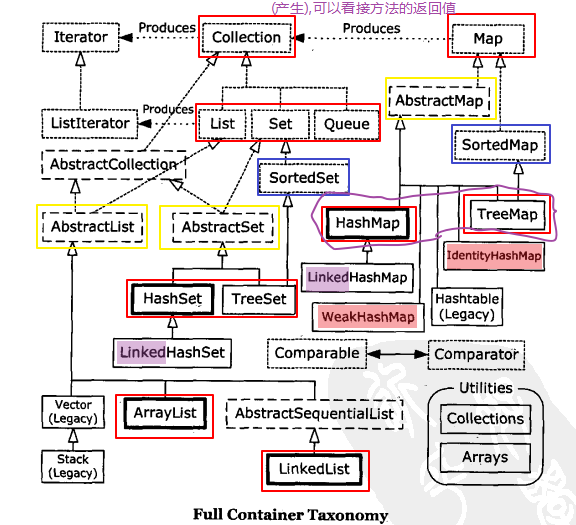 (产生),可以看接方法的返回值
Iterator
Produces
Collection
Produces
Map
AbstractMap
ListIterator
Produces
List
Set
Queue
SortedMap
AbstractCollection
SortedSet
AbstractList
AbstractSet
HashMap
TreeMap
IdentityHashMap
LinkedHashMap
HashSet
TreeSet
WeakHashMap
Hashtable
(Legacy)
LinkedHashSet
Comparable
Comparator
Utilities
Vector
(Legacy)
ArrayList
AbstractSequentialList
Collections
Stack
(Legacy)
LinkedList
Arrays
Full Container Taxonomy